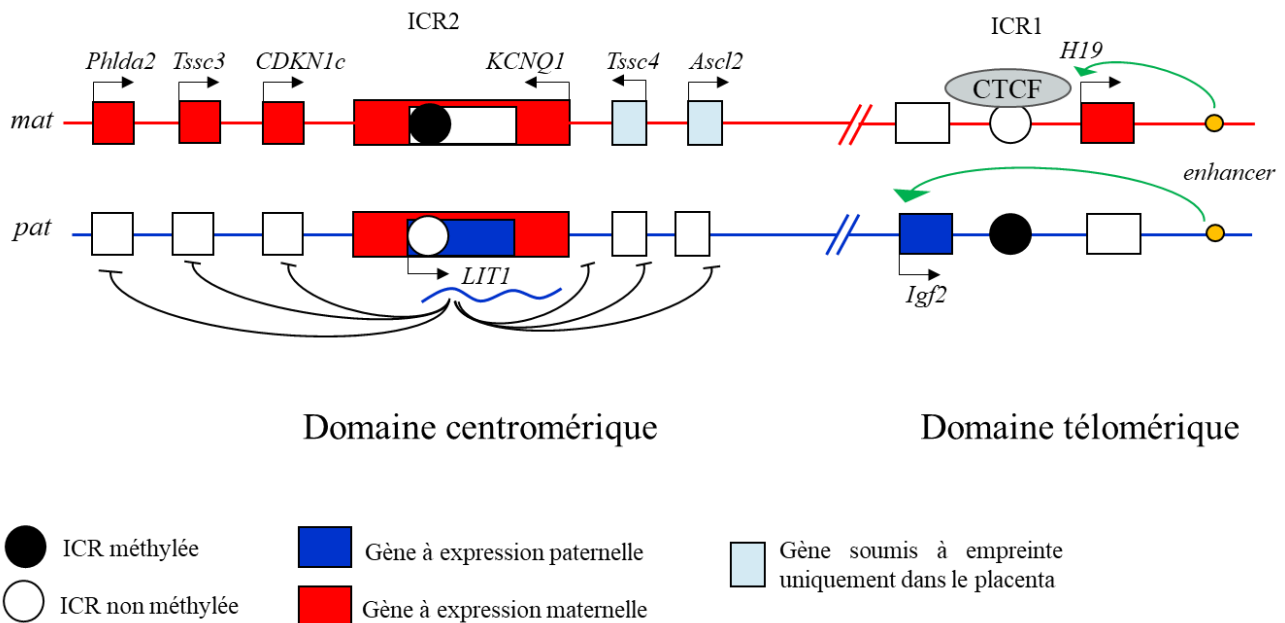 ICR2
ICR1
Phlda2 Tssc3 CDKN1c KCNQ1 Tssc4 Ascl2 H19
CTCF
mat
enhancer
pat
LIT1
Igf2
Domaine centromérique Domaine télomérique
ICR méthylée
Gène à expression paternelle
Gène soumis à empreinte
uniquement dans le placenta
ICR non méthylée
Gène à expression maternelle